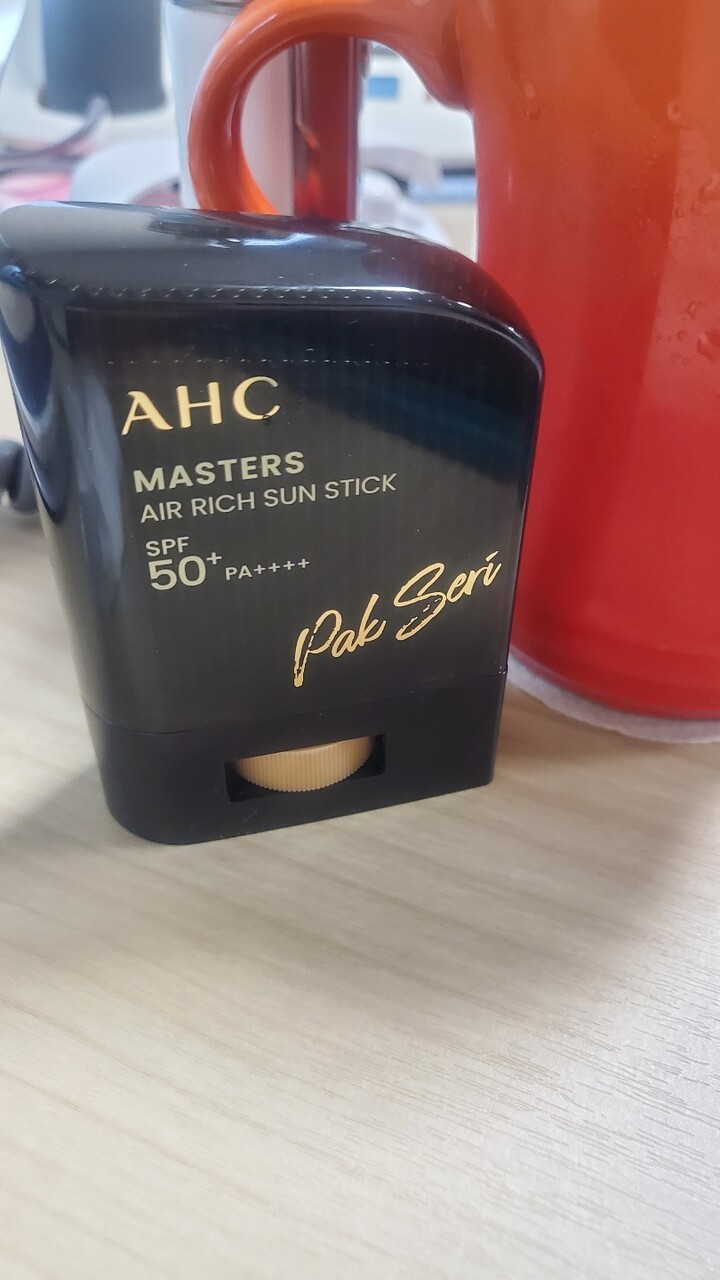 AHC
MASTERS
AIR RICH SUN STICK
SPF
50+ PA++++
Pak Seri